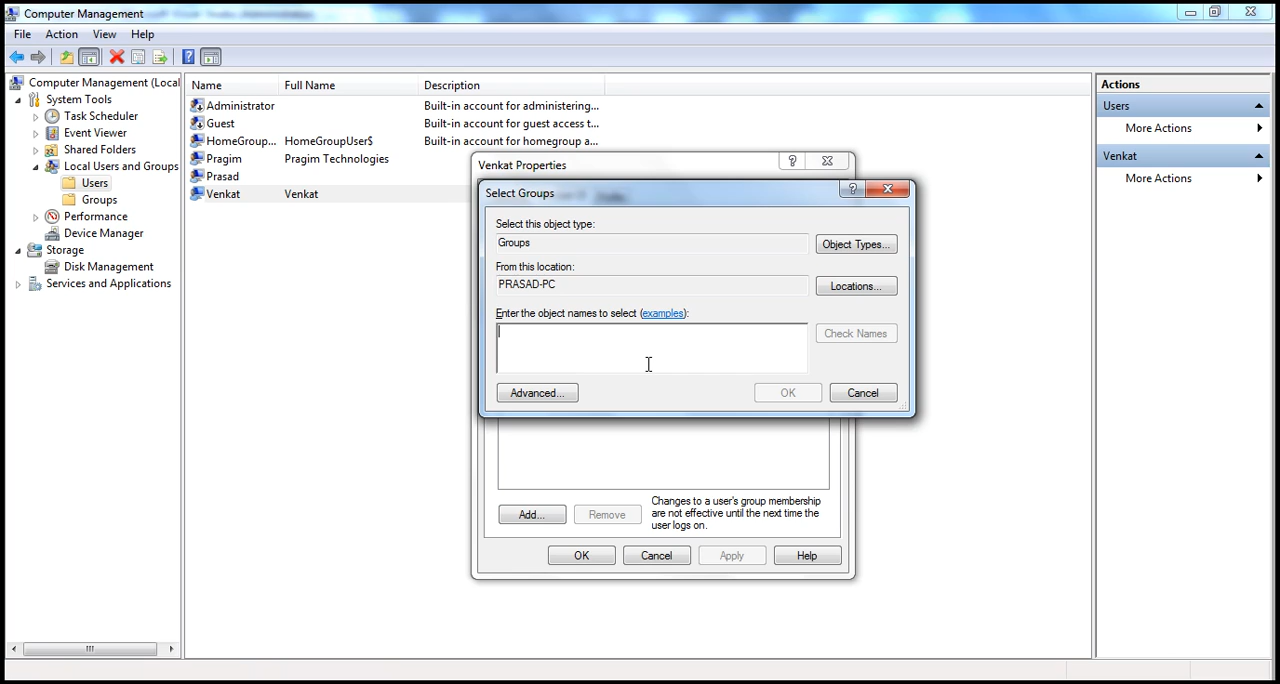 Computer Management
File Action View Help
Computer Management (Local
System Tools
Task Scheduler
Event Viewer
Shared Folders
Local Users and Groups
Users
Groups
Performance
Device Manager
Storage
Disk Management
Services and Applications
Name Full Name Description
Administrator Built-in account for administering...
Guest Built-in account for guest access t...
HomeGroup... HomeGroupUser$ Built-in account for homegroup a...
Pragim Pragim Technologies
Prasad
Venkat Venkat
Venkat Properties
Select Groups
Select this object type:
Groups
Object Types...
From this location:
PRASAD-PC
Locations...
Enter the object names to select (examples):
Check Names
Advanced... OK Cancel
Add... Remove
Changes to a user's group membership
are not effective until the next time the
user logs on.
OK Cancel Apply Help
Actions
Users
More Actions
Venkat
More Actions